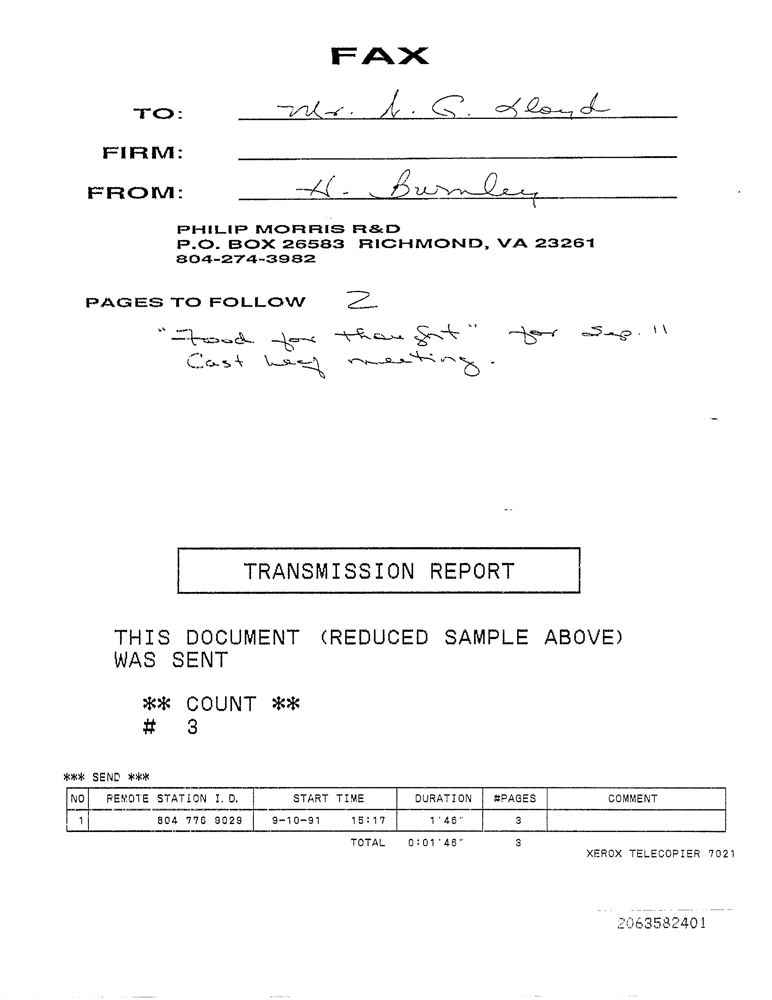 FAX
TO: Mr. N. G. Lloyd
FIRM:
FROM: H. Burnley
PHILIP MORRIS R&D
P.O. BOX 26583 RICHMOND, VA 23261
804-274-3982
PAGES TO FOLLOW 2
"Food for thought" for Sep. 11
Cast Leaf meeting.
TRANSMISSION REPORT
THIS DOCUMENT (REDUCED SAMPLE ABOVE)
WAS SENT
** COUNT **
# 3
*** SEND ***
NO REMOTE STATION I.D. START TIME DURATION #PAGES COMMENT
1 804 770 9029 9-10-91 15:17 1'46" 3
TOTAL 0:01'46" 3
XEROX TELECOPIER 7021
2063582401